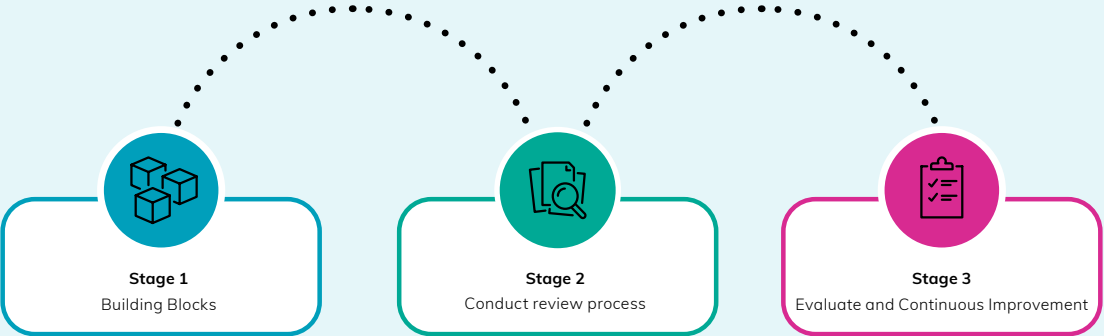 Stage 1
Building Blocks
Stage 2
Conduct review process
Stage 3
Evaluate and Continuous Improvement